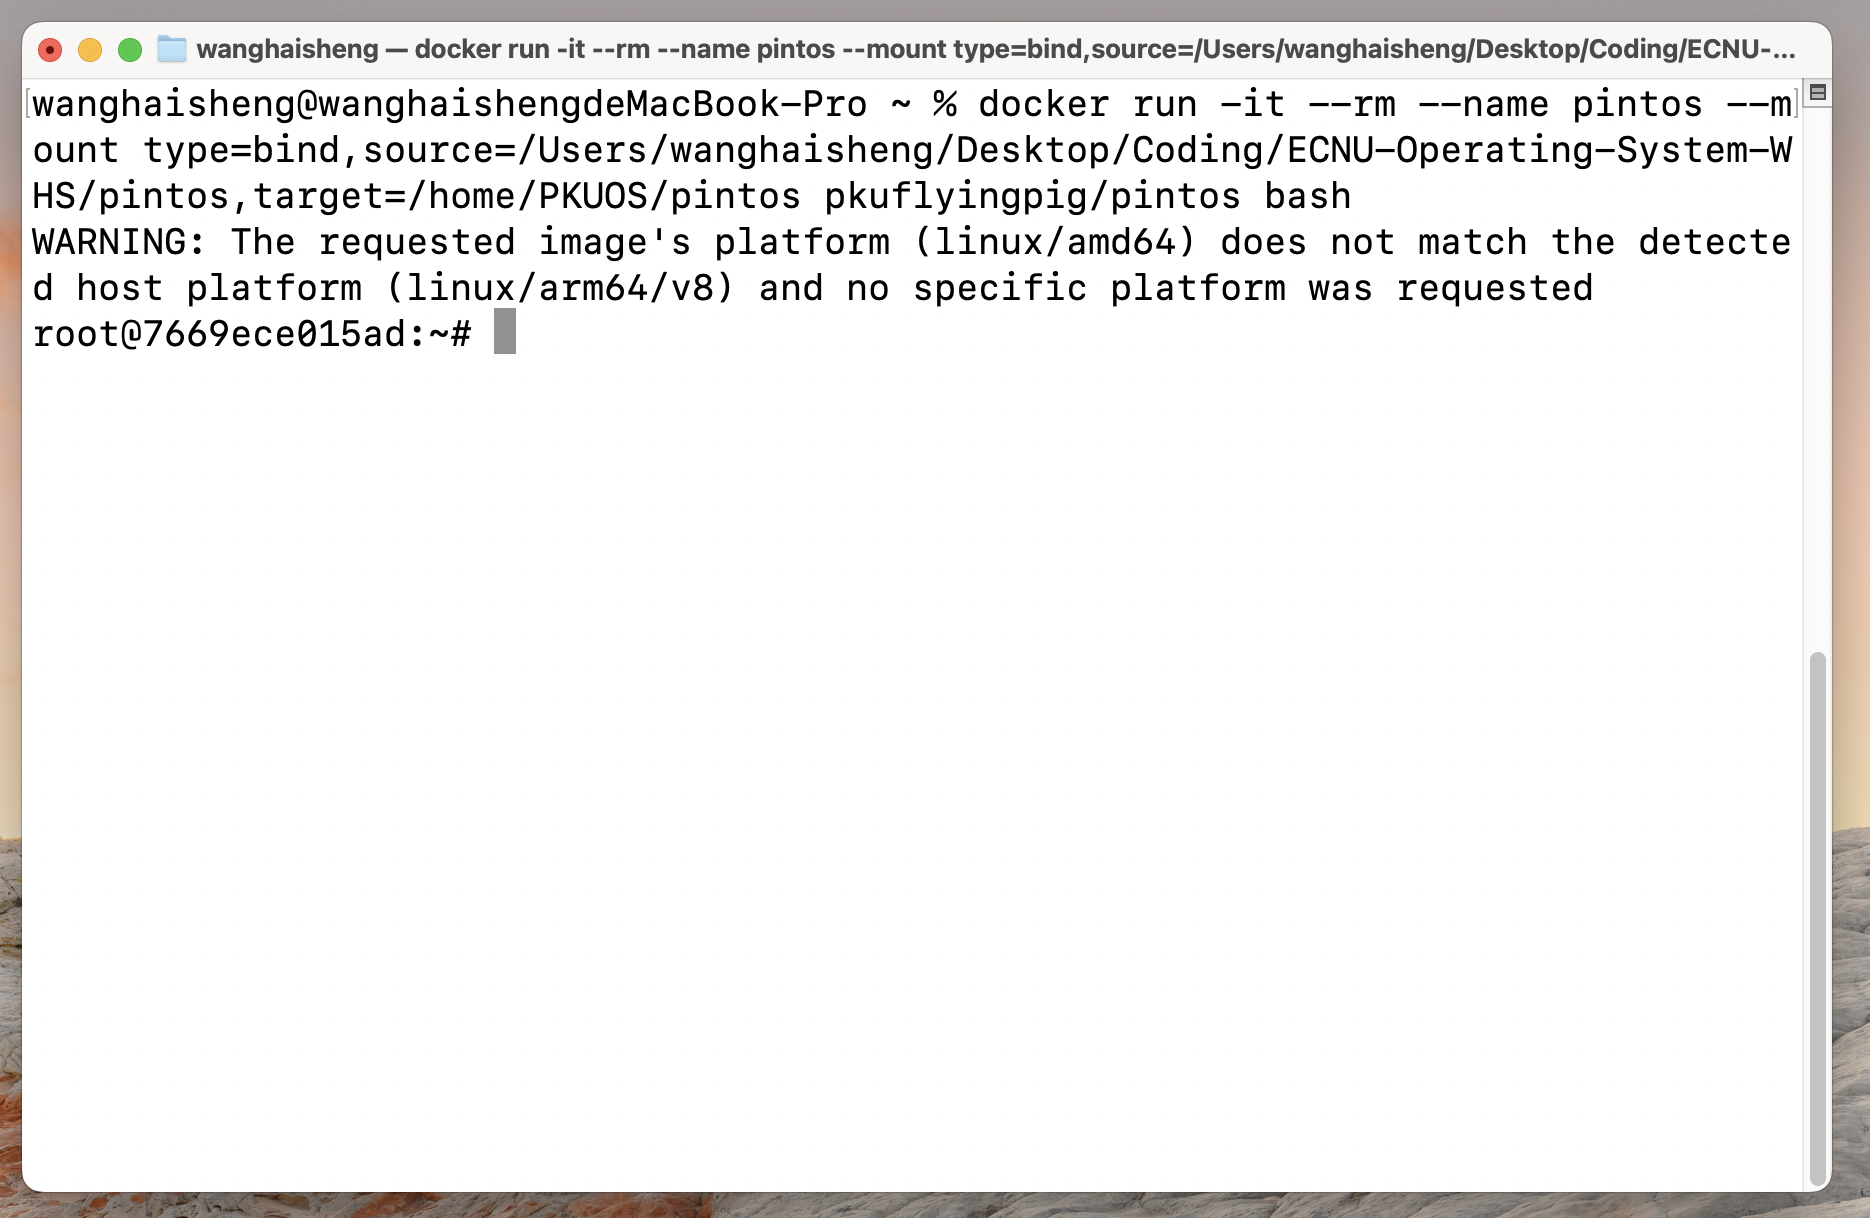 wanghaisheng — docker run -it --rm --name pintos --mount type=bind,source=/Users/wanghaisheng/Desktop/Coding/ECNU-...
wanghaisheng@wanghaishengdeMacBook-Pro ~ % docker run -it --rm --name pintos --m
ount type=bind,source=/Users/wanghaisheng/Desktop/Coding/ECNU-Operating-System-W
HS/pintos,target=/home/PKUOS/pintos pkuflyingpig/pintos bash
WARNING: The requested image's platform (linux/amd64) does not match the detecte
d host platform (linux/arm64/v8) and no specific platform was requested
root@7669ece015ad:~#